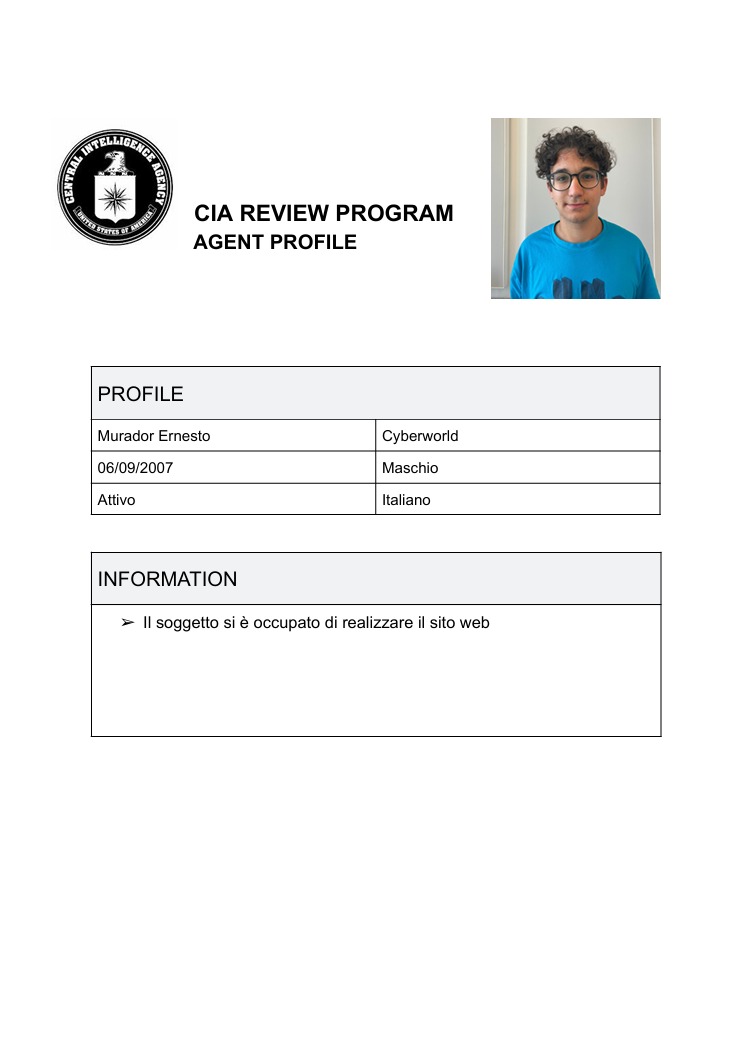 CENTRAL INTELLIGENCE AGENCY
UNITED STATES OF AMERICA
CIA REVIEW PROGRAM
AGENT PROFILE
PROFILE
Murador Ernesto
Cyberworld
06/09/2007
Maschio
Attivo
Italiano
INFORMATION
➢ Il soggetto si è occupato di realizzare il sito web